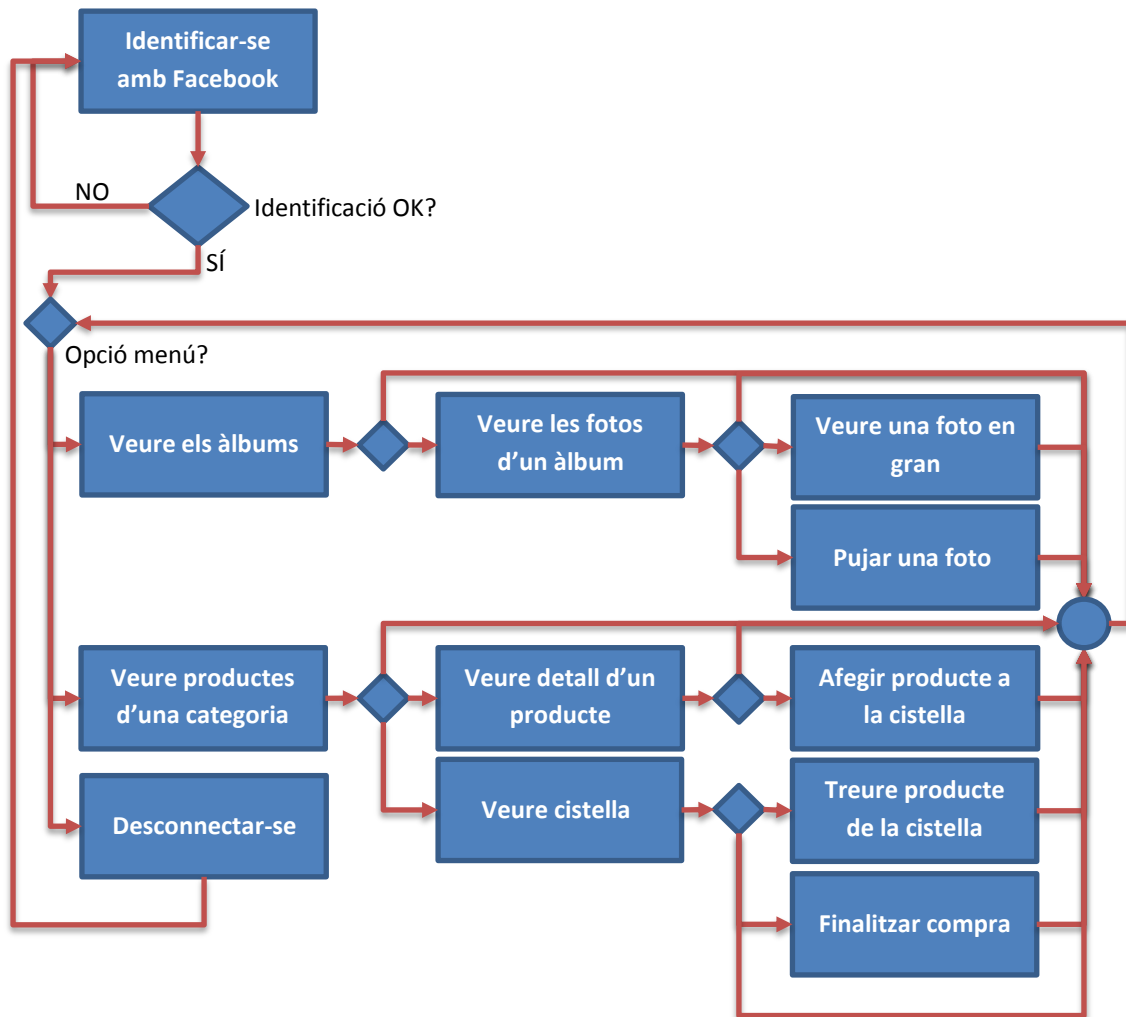 Identificar-se
amb Facebook
NO
Identificació OK?
SÍ
Opció menú?
Veure els àlbums
Veure les fotos
d’un àlbum
Veure una foto en
gran
Pujar una foto
Veure productes
d’una categoria
Veure detall d’un
producte
Afegir producte a
la cistella
Desconnectar-se
Veure cistella
Treure producte
de la cistella
Finalitzar compra